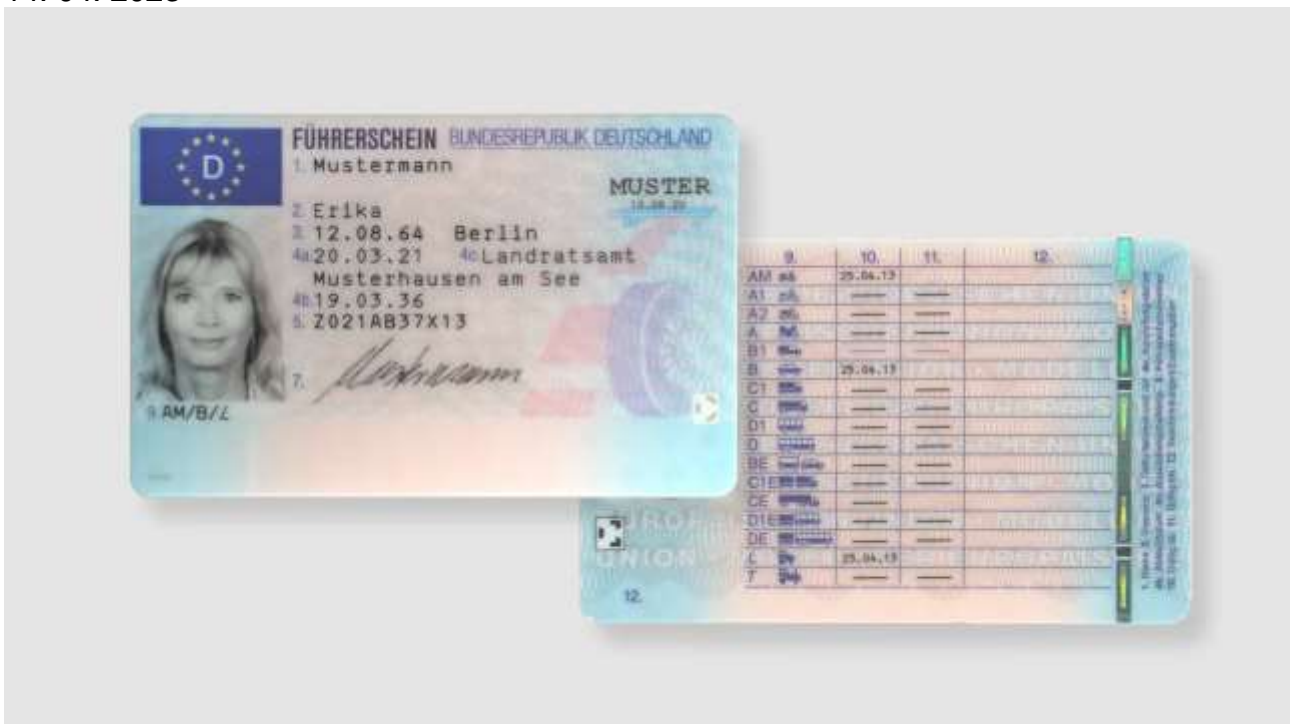 D
FÜHRERSCHEIN BUNDESREPUBLIK DEUTSCHLAND
1. Mustermann
MUSTER
2. Erika
3. 12.08.64 Berlin
4a. 20.03.21 4c. Landratsamt
Musterhausen am See
4b. 19.03.36
5. Z021AB37X13
7. Mustermann
9. AM/B/L
9. 10. 11. 12.
AM 25.04.13
A1
A2
A
B1
B 25.04.13
C1
C
D1
D
BE
C1E
CE
D1E
DE
L 25.04.13
T
UNION
12.